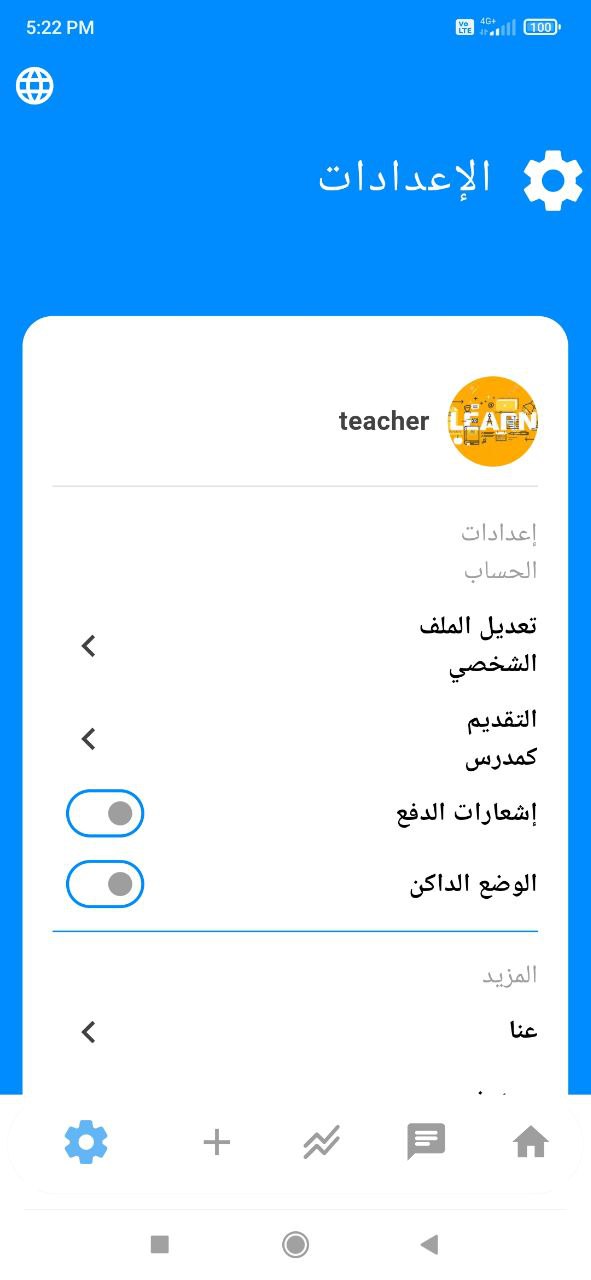 5:22 PM
Vo LTE 4G+ 100
الإعدادات
LEARN
teacher
إعدادات
الحساب
تعديل الملف
الشخصي
التقديم
كمدرس
إشعارات الدفع
الوضع الداكن
المزيد
عنا